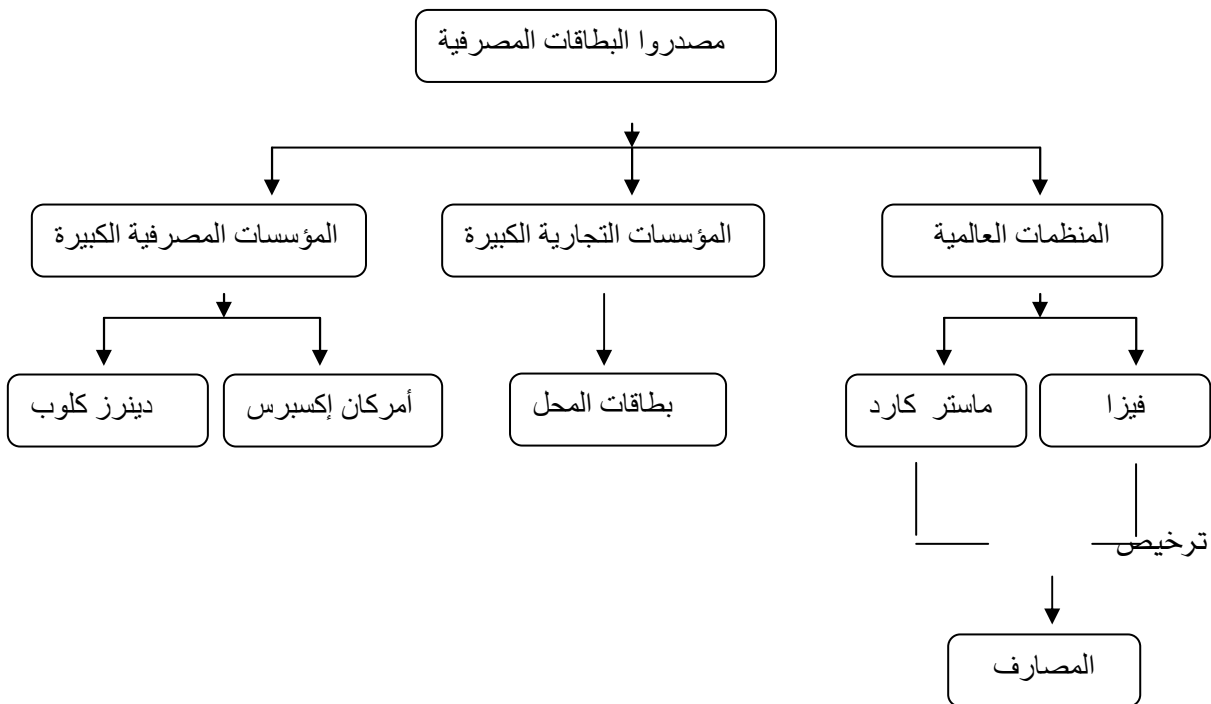 مصدروا البطاقات المصرفية
المنظمات العالمية
المؤسسات التجارية الكبيرة
المؤسسات المصرفية الكبيرة
فيزا
ماستر كارد
بطاقات المحل
أمركان إكسبرس
دينرز كلوب
ترخيص
المصارف